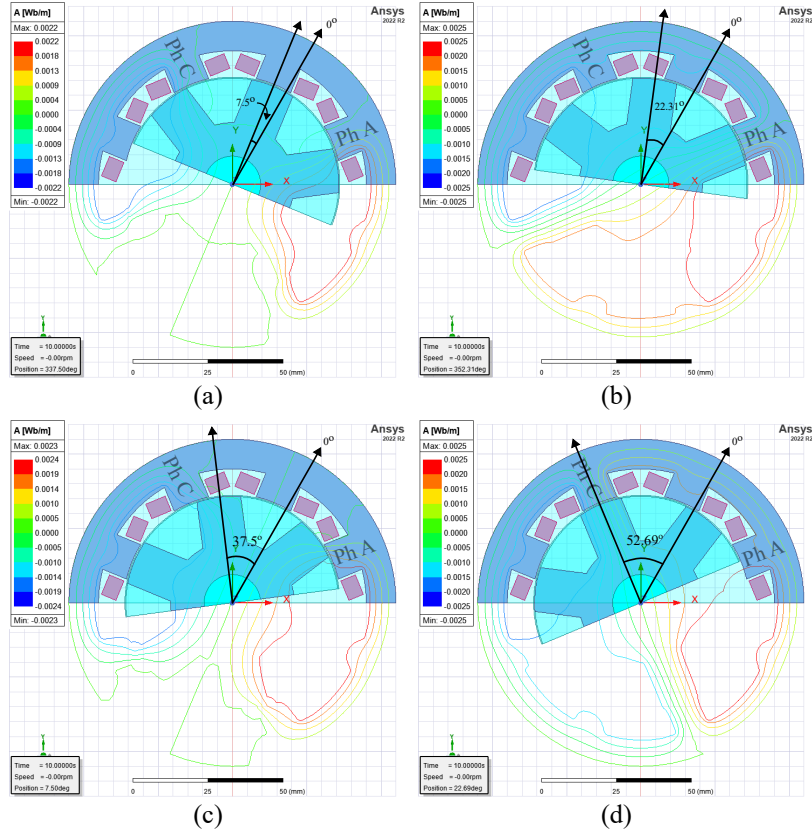 A [Wb/m]
Max: 0.0022
0.0022
0.0018
0.0013
0.0009
0.0004
0.0000
-0.0004
-0.0009
-0.0013
-0.0018
-0.0022
Min: -0.0022
Ansys
2022 R2
0º
7.5º
Ph C
Ph A
Y
X
Y
Time = 10.00000s
Speed = -0.00rpm
Position = 337.50deg
0 25 50 (mm)
(a)
A [Wb/m]
Max: 0.0025
0.0025
0.0020
0.0015
0.0010
0.0005
-0.0000
-0.0005
-0.0010
-0.0015
-0.0020
-0.0025
Min: -0.0025
Ansys
2022 R2
0º
22.31º
Ph C
Ph A
Y
X
Y
Time = 10.00000s
Speed = -0.00rpm
Position = 352.31deg
0 25 50 (mm)
(b)
A [Wb/m]
Max: 0.0023
0.0024
0.0019
0.0014
0.0010
0.0005
0.0000
-0.0005
-0.0010
-0.0014
-0.0019
-0.0024
Min: -0.0023
Ansys
2022 R2
0º
37.5º
Ph C
Ph A
Y
X
Y
Time = 10.00000s
Speed = -0.00rpm
Position = 7.50deg
0 25 50 (mm)
(c)
A [Wb/m]
Max: 0.0025
0.0025
0.0020
0.0015
0.0010
0.0005
0.0000
-0.0005
-0.0010
-0.0015
-0.0020
-0.0025
Min: -0.0025
Ansys
2022 R2
0º
52.69º
Ph C
Ph A
Y
X
Y
Time = 10.00000s
Speed = -0.00rpm
Position = 22.69deg
0 25 50 (mm)
(d)